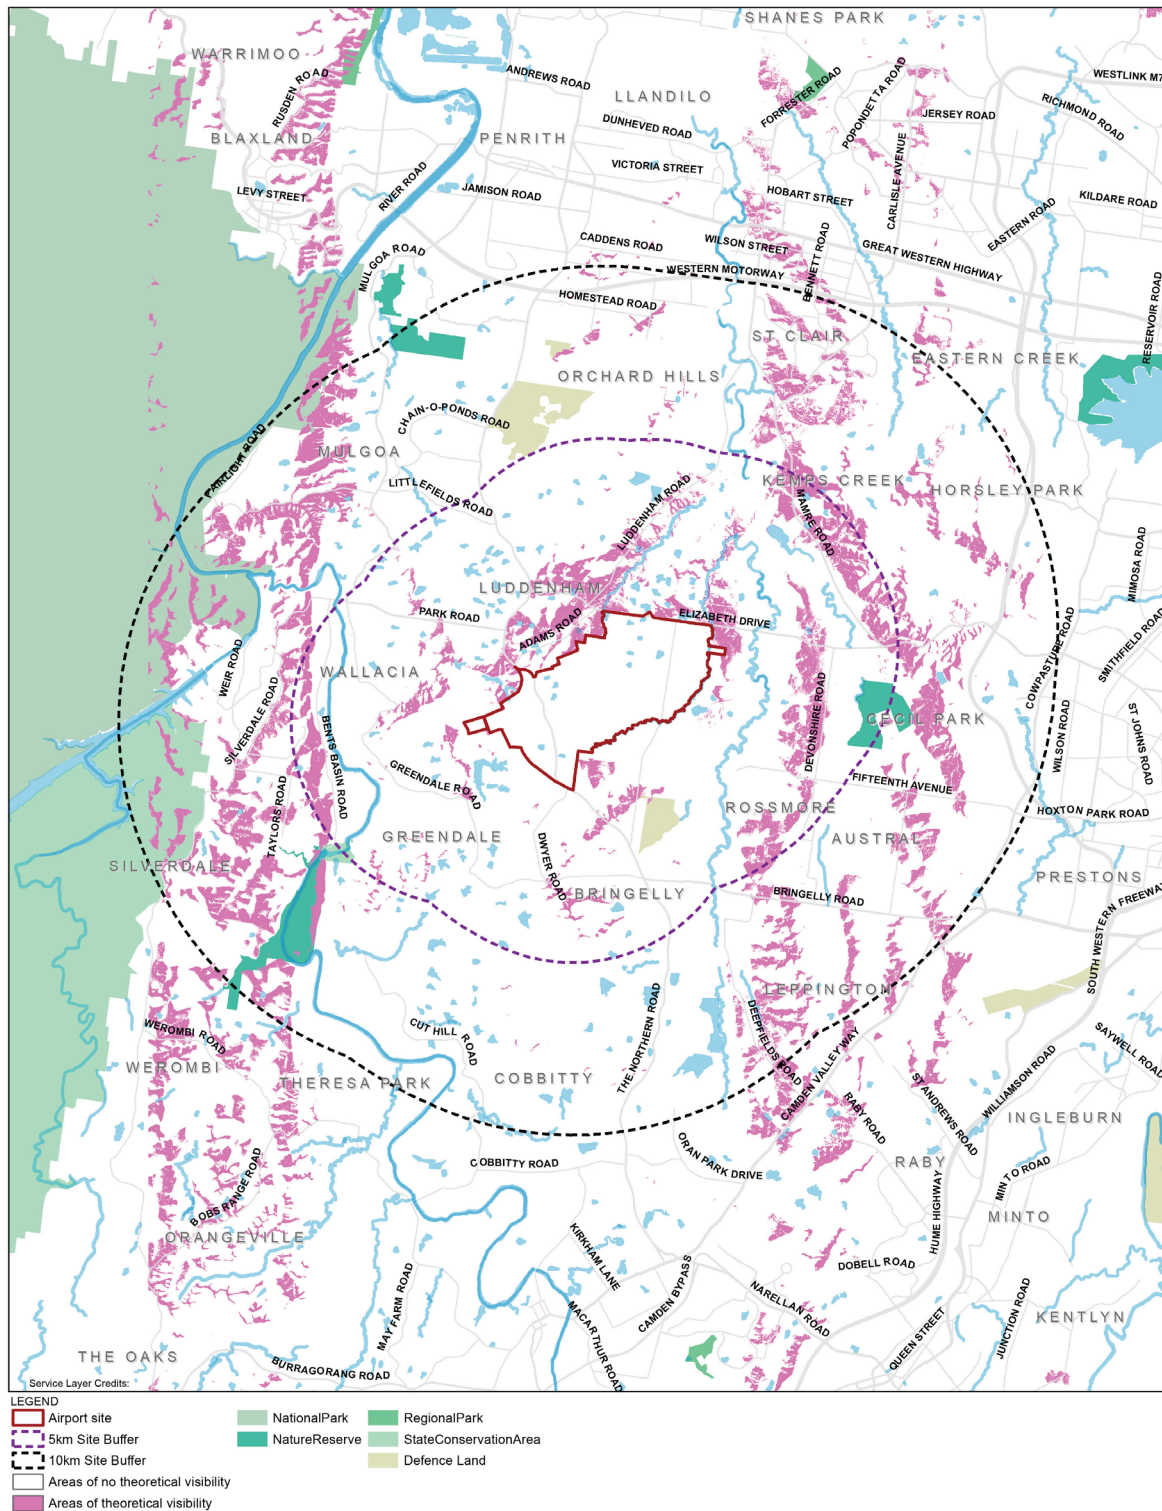 SHANES PARK
WARRIMOO
ANDREWS ROAD
WESTLINK M7
RUSDEN ROAD
LLANDILO
FORRESTER ROAD
POPONDETTA ROAD
RICHMOND ROAD
JERSEY ROAD
DUNHEVED ROAD
BLAXLAND
PENRITH
VICTORIA STREET
CARLISLE AVENUE
RIVER ROAD
LEVY STREET
JAMISON ROAD
HOBART STREET
KILDARE ROAD
EASTERN ROAD
CADDENS ROAD
WILSON STREET
BENNETT ROAD
GREAT WESTERN HIGHWAY
MULGOA ROAD
WESTERN MOTORWAY
HOMESTEAD ROAD
RESERVOIR ROAD
ST CLAIR
EASTERN CREEK
ORCHARD HILLS
CHAIN-O-PONDS ROAD
FAIRLIGHT ROAD
MULGOA
LITTLEFIELDS ROAD
KEMPS CREEK
HORSLEY PARK
LUDDENHAM ROAD
MAMRE ROAD
MIMOSA ROAD
LUDDENHAM
PARK ROAD
ADAMS ROAD
ELIZABETH DRIVE
SMITHFIELD ROAD
COWPASTURE ROAD
WEIR ROAD
WALLACIA
SILVERDALE ROAD
BENTS BASIN ROAD
DEVONSHIRE ROAD
CECIL PARK
WILSON ROAD
ST JOHNS ROAD
GREENDALE ROAD
FIFTEENTH AVENUE
TAYLORS ROAD
ROSSMORE
HOXTON PARK ROAD
GREENDALE
DWYER ROAD
AUSTRAL
SILVERDALE
BRINGELLY
BRINGELLY ROAD
PRESTONS
SOUTH WESTERN FREEWAY
LEPPINGTON
THE NORTHERN ROAD
DEEPFIELDS ROAD
WEROMBI ROAD
CUT HILL ROAD
CAMDEN VALLEY WAY
SAYWELL ROAD
WEROMBI
THERESA PARK
COBBITTY
ST ANDREWS ROAD
WILLIAMSON ROAD
RABY ROAD
INGLEBURN
COBBITTY ROAD
ORAN PARK DRIVE
RABY
MINTO ROAD
BOBS RANGE ROAD
ORANGEVILLE
HUME HIGHWAY
MINTO
KIRKHAM LANE
DOBELL ROAD
MAY FARM ROAD
CAMDEN BYPASS
NARELLAN ROAD
MACARTHUR ROAD
QUEEN STREET
JUNCTION ROAD
KENTLYN
THE OAKS
BURRAGORANG ROAD
Service Layer Credits:
LEGEND
Airport site
5km Site Buffer
10km Site Buffer
Areas of no theoretical visibility
Areas of theoretical visibility
NationalPark
NatureReserve
RegionalPark
StateConservationArea
Defence Land